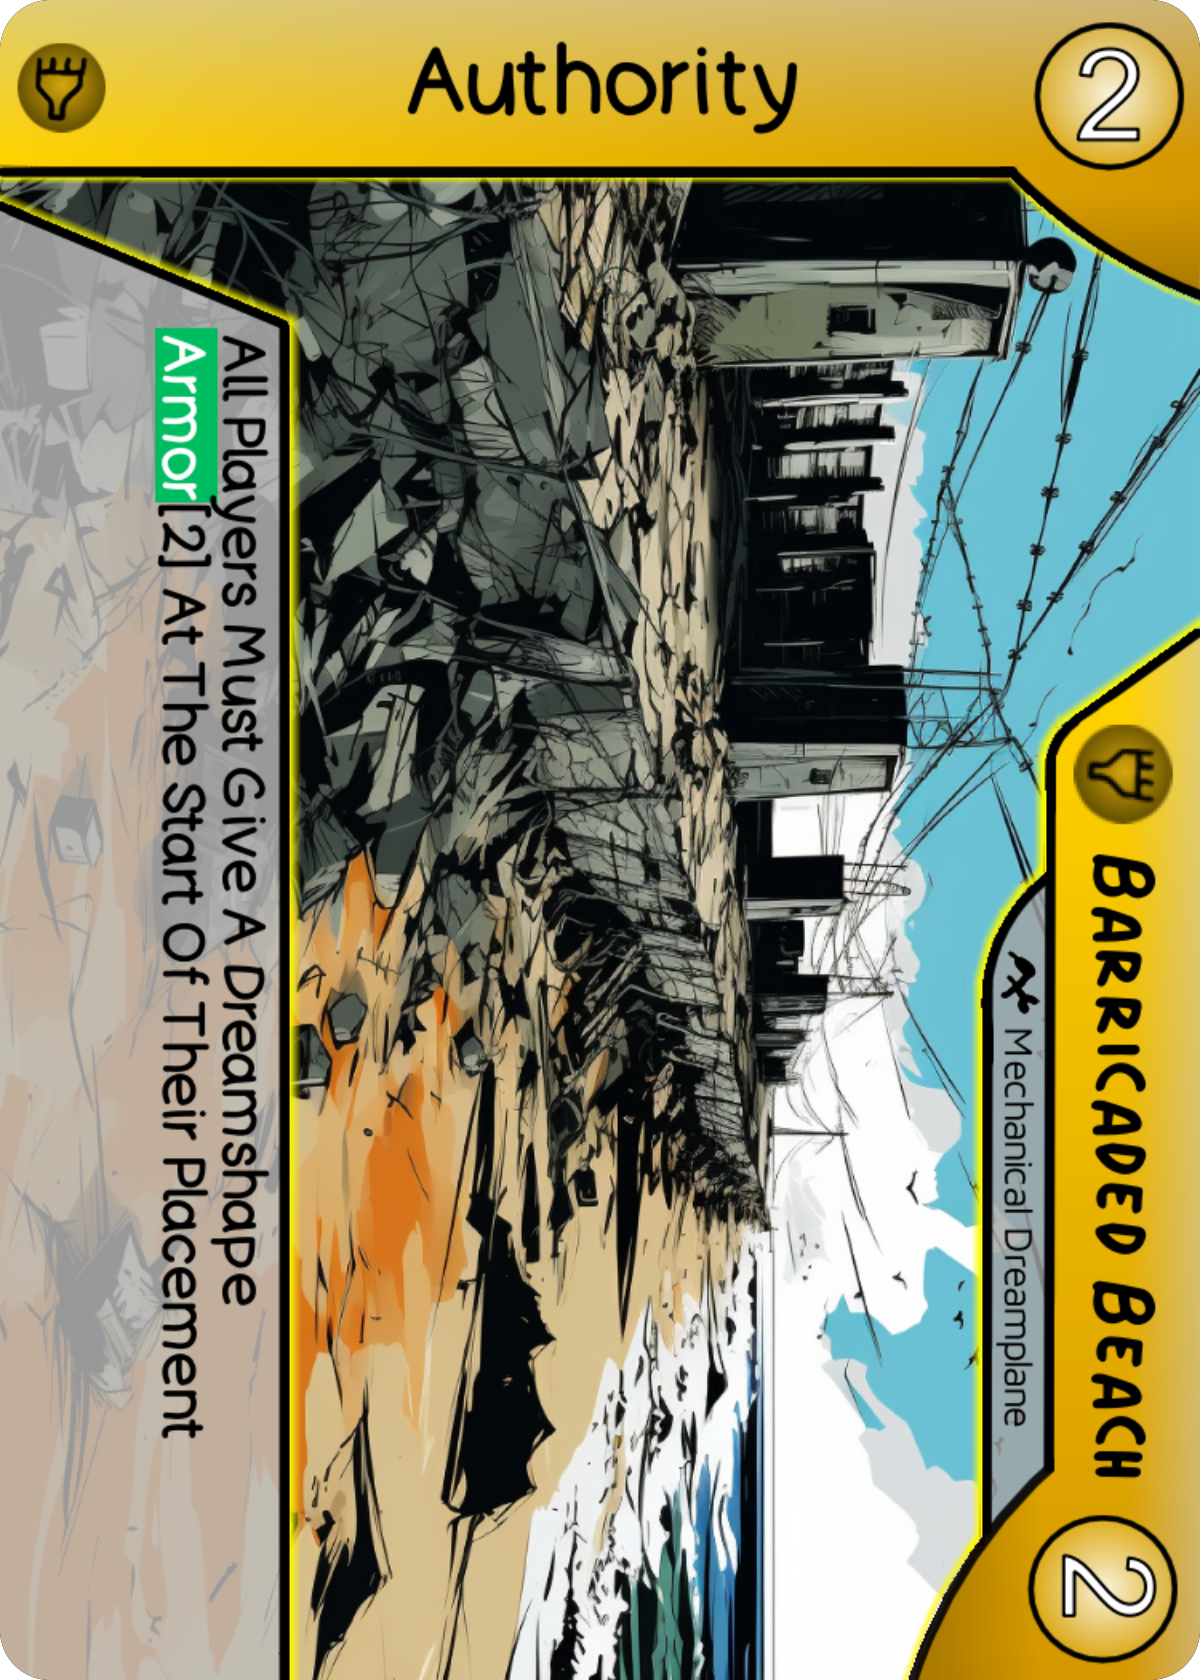 Authority
2
BARRICADED BEACH
2
Mechanical Dreamplane
All Players Must Give A Dreamshape
Armor[2] At The Start Of Their Placement